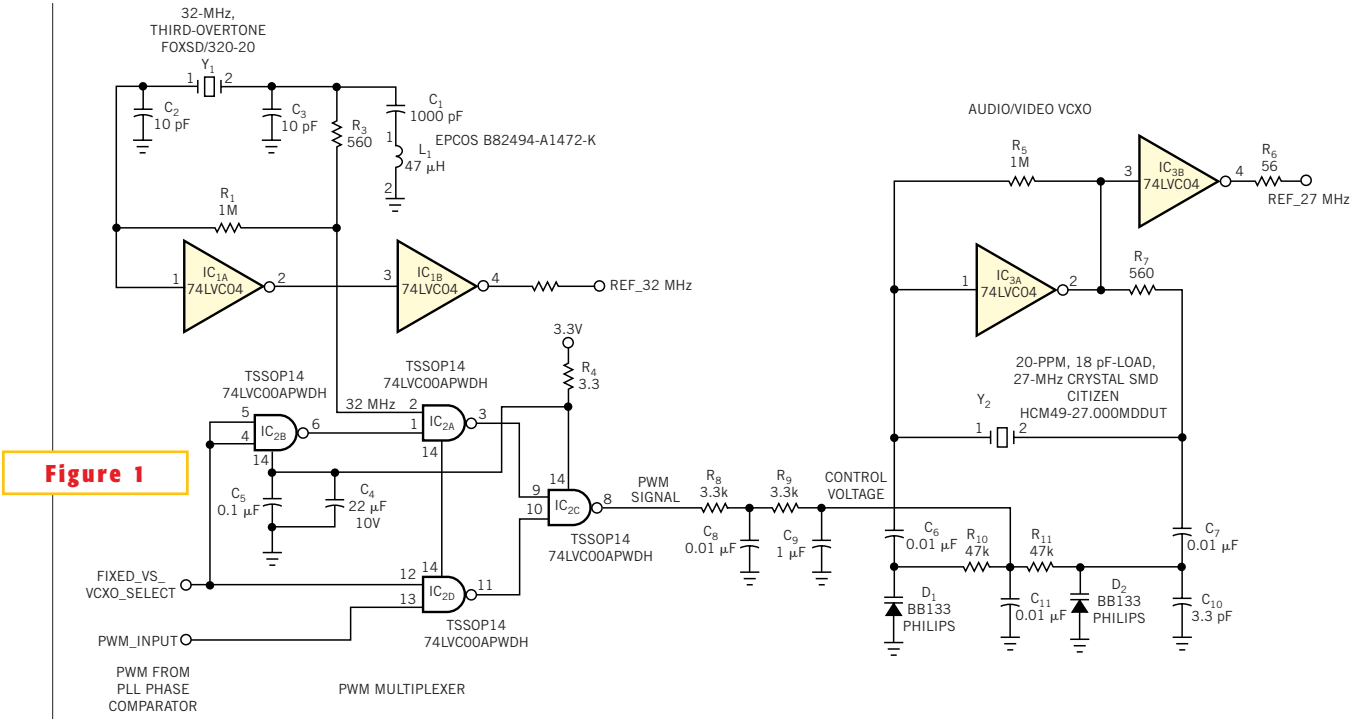 32-MHz,
THIRD-OVERTONE
FOXSD/320-20
Y1
1 2
C2
10 pF
C3
10 pF
R3
560
C1
1000 pF
1
EPCOS B82494-A1472-K
L1
47 µH
2
R1
1M
1
IC1A
74LVC04
2
3
IC1B
74LVC04
4
REF_32 MHz
3.3V
R4
3.3
TSSOP14
74LVC00APWDH
TSSOP14
74LVC00APWDH
32 MHz
5
4
IC2B
6
14
2
1
IC2A
3
14
Figure 1
C5
0.1 µF
C4
22 µF
10V
14
9
10
IC2C
8
TSSOP14
74LVC00APWDH
FIXED_VS_
VCXO_SELECT
14
12
13
IC2D
11
TSSOP14
74LVC00APWDH
PWM_INPUT
PWM FROM
PLL PHASE
COMPARATOR
PWM MULTIPLEXER
PWM
SIGNAL
R8
3.3k
R9
3.3k
CONTROL
VOLTAGE
C8
0.01 µF
C9
1 µF
AUDIO/VIDEO VCXO
R5
1M
3
IC3B
74LVC04
4
R6
56
REF_27 MHz
1
IC3A
74LVC04
2
R7
560
20-PPM, 18 pF-LOAD,
27-MHz CRYSTAL SMD
CITIZEN
HCM49-27.000MDDUT
Y2
1 2
C6
0.01 µF
R10
47k
R11
47k
C7
0.01 µF
D1
BB133
PHILIPS
C11
0.01 µF
D2
BB133
PHILIPS
C10
3.3 pF